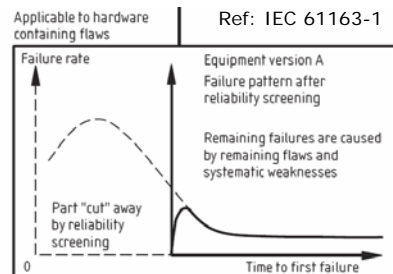 Applicable to hardware
containing flaws
Ref: IEC 61163-1
Failure rate
Equipment version A
Failure pattern after
reliability screening
Remaining failures are caused
by remaining flaws and
systematic weaknesses
Part "cut" away
by reliability
screening
0
Time to first failure